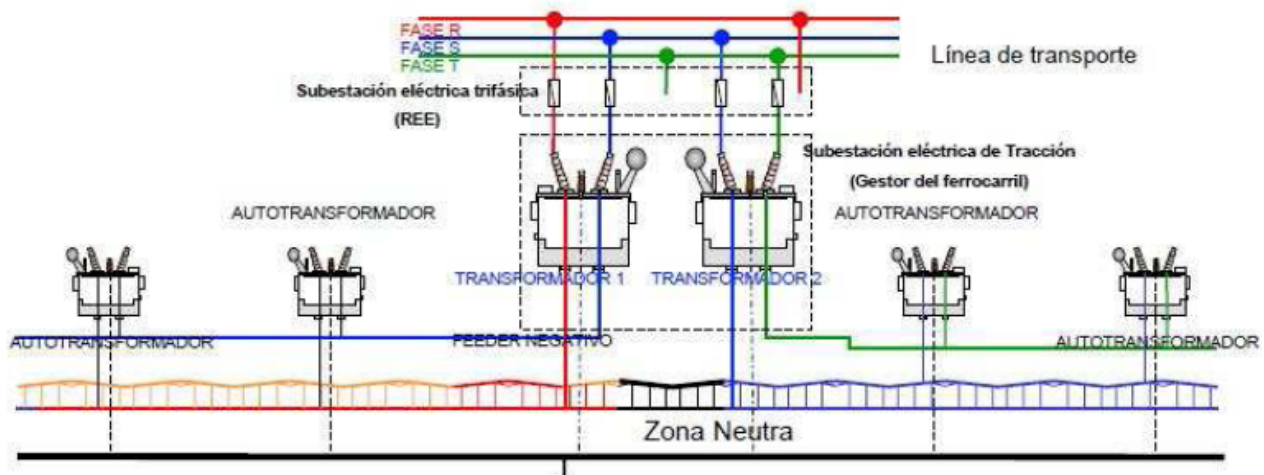 FASE R
FASE S
FASE T
Línea de transporte
Subestación eléctrica trifásica
(REE)
Subestación eléctrica de Tracción
(Gestor del ferrocarril)
AUTOTRANSFORMADOR
AUTOTRANSFORMADOR
TRANSFORMADOR 1
TRANSFORMADOR 2
AUTOTRANSFORMADOR
FEEDER NEGATIVO
AUTOTRANSFORMADOR
Zona Neutra